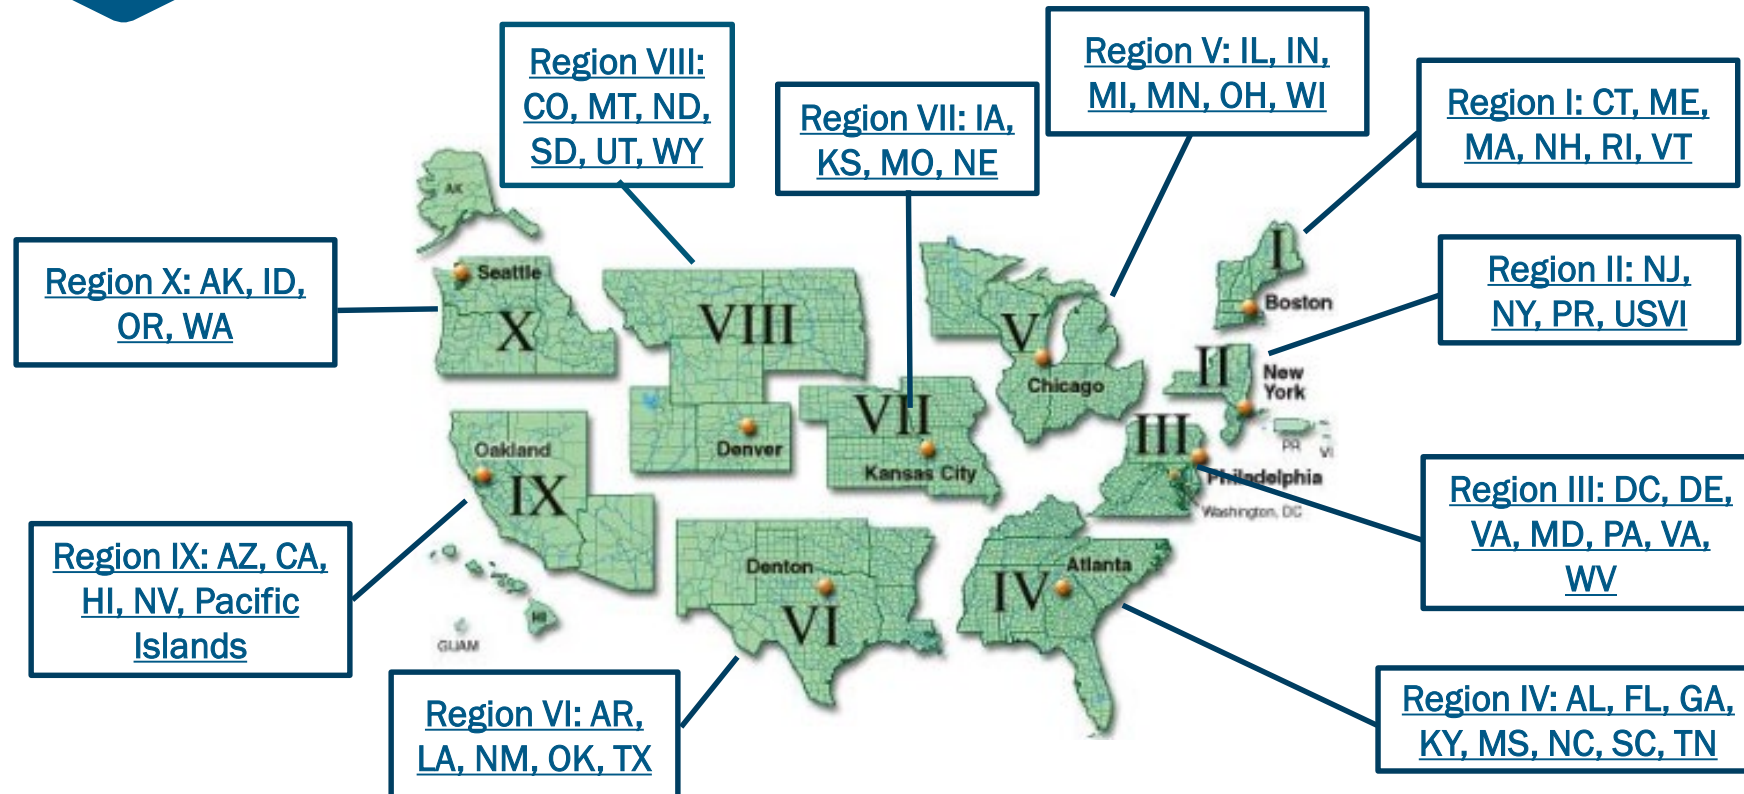 Region VIII:
CO, MT, ND,
SD, UT, WY
Region VII: IA,
KS, MO, NE
Region V: IL, IN,
MI, MN, OH, WI
Region I: CT, ME,
MA, NH, RI, VT
Region X: AK, ID,
OR, WA
Region II: NJ,
NY, PR, USVI
Region IX: AZ, CA,
HI, NV, Pacific
Islands
Region III: DC, DE,
VA, MD, PA, VA,
WV
Region VI: AR,
LA, NM, OK, TX
Region IV: AL, FL, GA,
KY, MS, NC, SC, TN
AK
Seattle
X
VIII
Denver
VII
Kansas City
V
Chicago
I
Boston
II
New
York
PR
VI
III
Philadelphia
Washington, DC
Oakland
IX
HI
GUAM
Denton
VI
Atlanta
IV